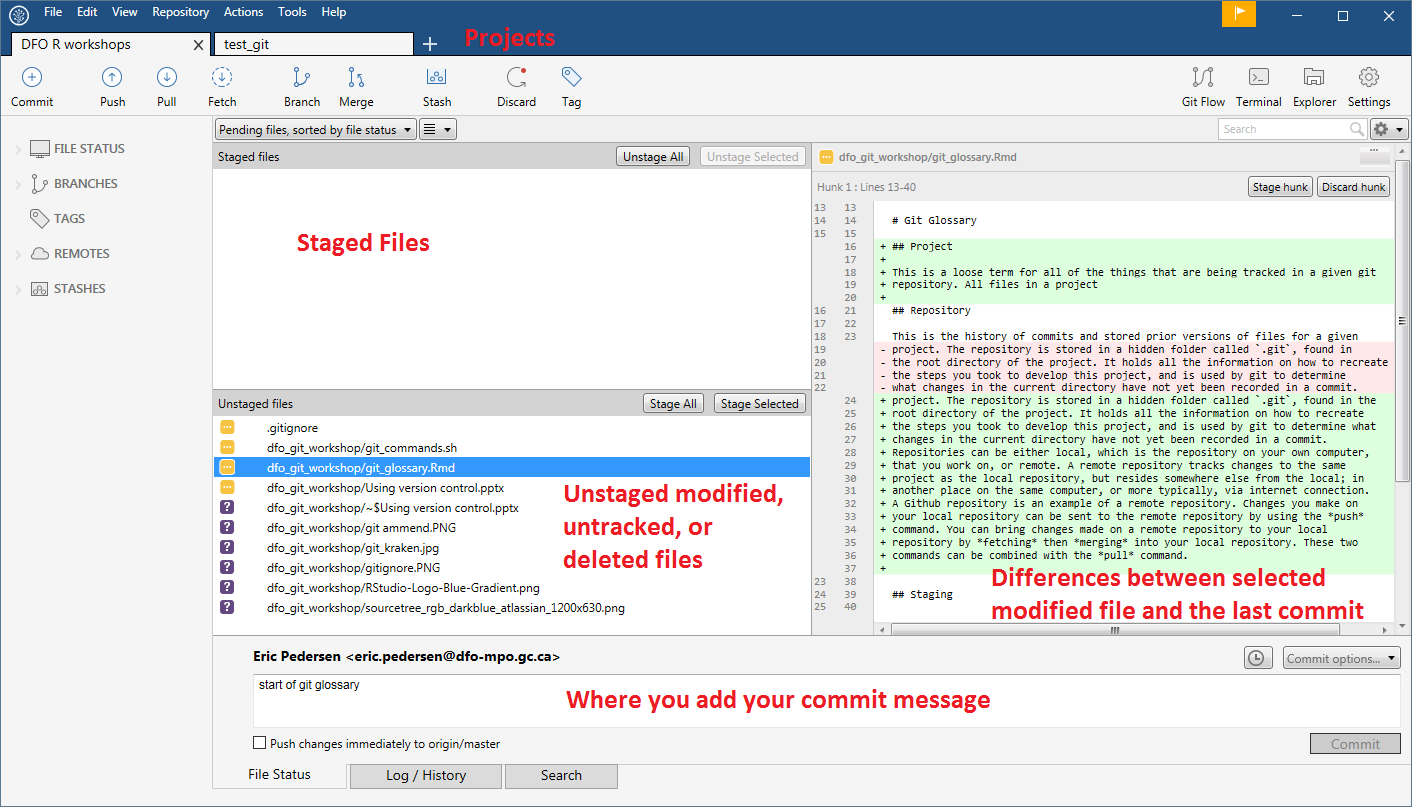 File Edit View Repository Actions Tools Help
DFO R workshops
test_git
Projects
Commit Push Pull Fetch Branch Merge Stash Discard Tag Git Flow Terminal Explorer Settings
FILE STATUS
BRANCHES
TAGS
REMOTES
STASHES
Pending files, sorted by file status
Search
Staged files Unstage All Unstage Selected
Staged Files
Unstaged files Stage All Stage Selected
.gitignore
dfo_git_workshop/git_commands.sh
dfo_git_workshop/git_glossary.Rmd
dfo_git_workshop/Using version control.pptx
? dfo_git_workshop/~$Using version control.pptx
? dfo_git_workshop/git ammend.PNG
? dfo_git_workshop/git_kraken.jpg
? dfo_git_workshop/gitignore.PNG
? dfo_git_workshop/RStudio-Logo-Blue-Gradient.png
? dfo_git_workshop/sourcetree_rgb_darkblue_atlassian_1200x630.png
Unstaged modified,
untracked, or
deleted files
dfo_git_workshop/git_glossary.Rmd
Hunk 1 : Lines 13-40 Stage hunk Discard hunk
13 13
14 14 # Git Glossary
15 15
16 + ## Project
17 +
18 + This is a loose term for all of the things that are being tracked in a given git
19 + repository. All files in a project
20 +
16 21 ## Repository
17 22
18 23 This is the history of commits and stored prior versions of files for a given
19 - project. The repository is stored in a hidden folder called `.git`, found in
20 - the root directory of the project. It holds all the information on how to recreate
21 - the steps you took to develop this project, and is used by git to determine
22 - what changes in the current directory have not yet been recorded in a commit.
24 + project. The repository is stored in a hidden folder called `.git`, found in the
25 + root directory of the project. It holds all the information on how to recreate
26 + the steps you took to develop this project, and is used by git to determine what
27 + changes in the current directory have not yet been recorded in a commit.
28 + Repositories can be either local, which is the repository on your own computer,
29 + that you work on, or remote. A remote repository tracks changes to the same
30 + project as the local repository, but resides somewhere else from the local; in
31 + another place on the same computer, or more typically, via internet connection.
32 + A Github repository is an example of a remote repository. Changes you make on
33 + your local repository can be sent to the remote repository by using the *push*
34 + command. You can bring changes made on a remote repository to your local
35 + repository by *fetching* then *merging* into your local repository. These two
36 + commands can be combined with the *pull* command.
37 +
23 38
24 39 ## Staging
25 40
Differences between selected
modified file and the last commit
Eric Pedersen <eric.pedersen@dfo-mpo.gc.ca>
Commit options...
start of git glossary
Where you add your commit message
Push changes immediately to origin/master
Commit
File Status Log / History Search